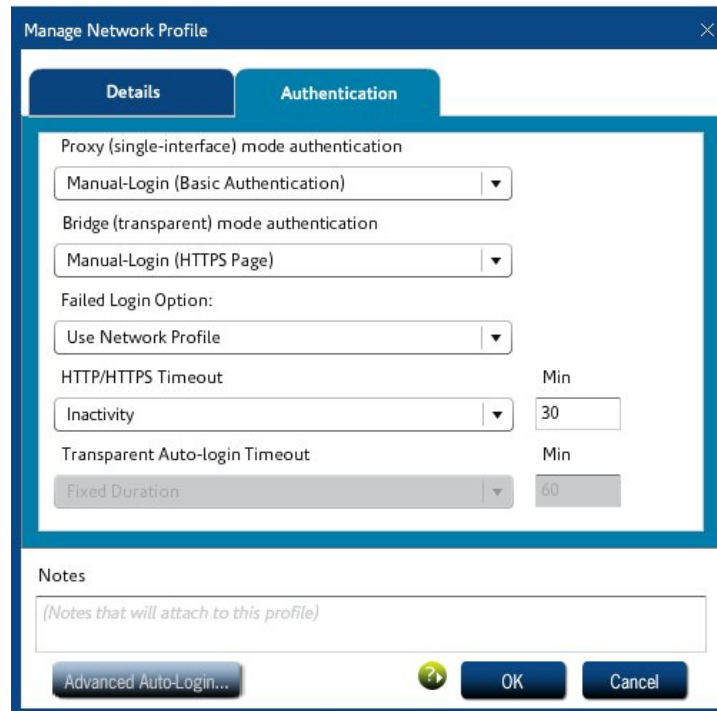 Manage Network Profile
Details
Authentication
Proxy (single-interface) mode authentication
Manual-Login (Basic Authentication)
Bridge (transparent) mode authentication
Manual-Login (HTTPS Page)
Failed Login Option:
Use Network Profile
HTTP/HTTPS Timeout Min
Inactivity 30
Transparent Auto-login Timeout Min
Fixed Duration 60
Notes
(Notes that will attach to this profile)
Advanced Auto-Login... ? OK Cancel